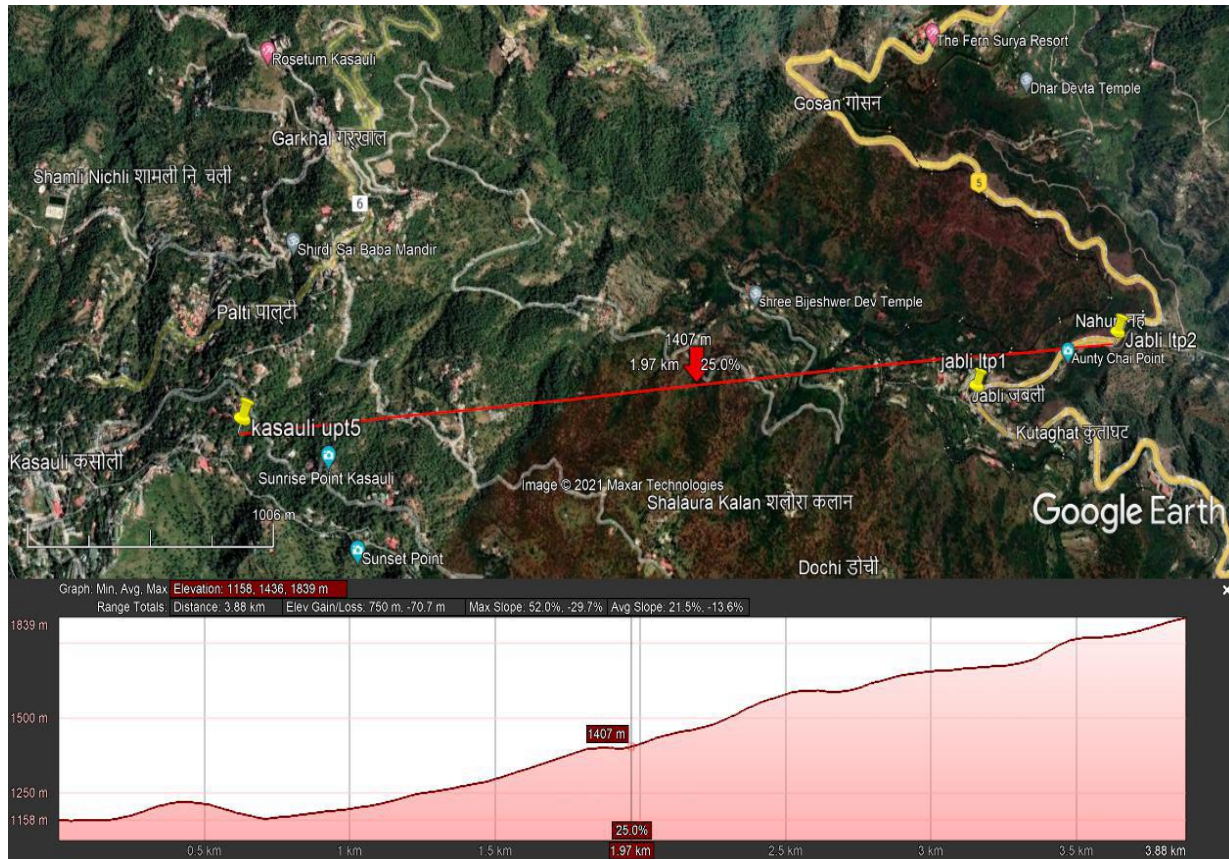 The Fern Surya Resort
Rosetum Kasauli
Dhar Devta Temple
Gosan गोसन
Garkhal गर्खाल
Shamli Nichli शामली नि चली
5
6
Shirdi Sai Baba Mandir
shree Bijeshwer Dev Temple
Palti पाल्टी
Nahun नहं
1407 m
Jabli ltp2
1.97 km
25.0%
jabli ltp1
Aunty Chai Point
Jabli जबली
kasauli upt5
Kutaghat कुताघट
Kasauli कसोली
Sunrise Point Kasauli
Image © 2021 Maxar Technologies
Shalaura Kalan शलोरा कलान
Google Earth
1006 m
Sunset Point
Dochi डोची
Graph: Min, Avg, Max Elevation: 1158, 1436, 1839 m
Range Totals: Distance: 3.88 km Elev Gain/Loss: 750 m, -70.7 m Max Slope: 52.0%, -29.7% Avg Slope: 21.5%, -13.6%
1839 m
1500 m
1407 m
1250 m
1158 m
25.0%
0.5 km 1 km 1.5 km 1.97 km 2.5 km 3 km 3.5 km 3.88 km